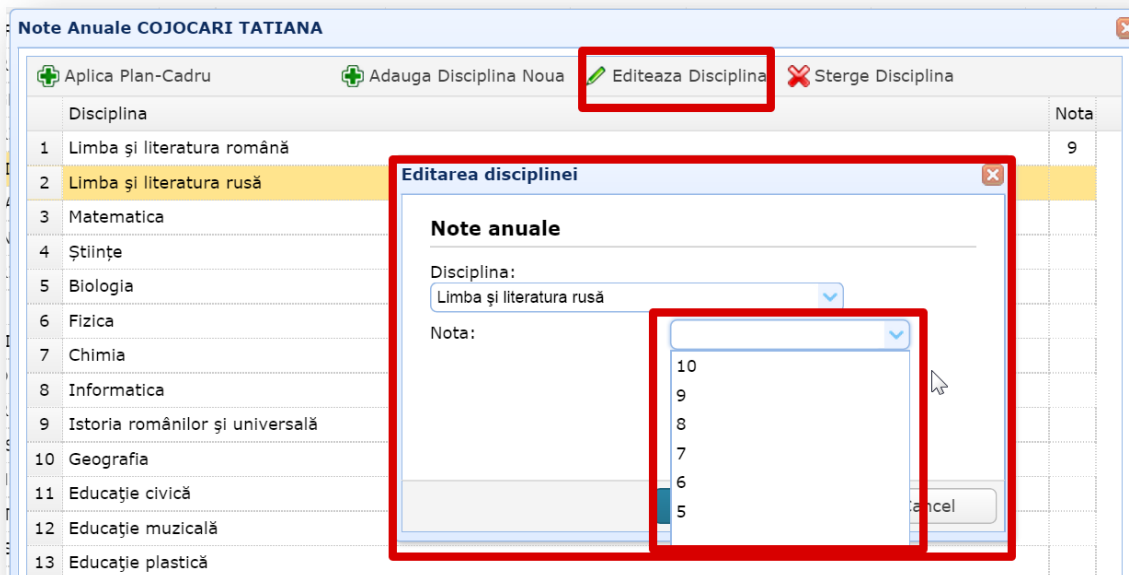 Note Anuale COJOCARI TATIANA
Aplica Plan-Cadru Adauga Disciplina Noua Editeaza Disciplina Sterge Disciplina
Disciplina Nota
1 Limba şi literatura română 9
2 Limba şi literatura rusă
3 Matematica
4 Științe
5 Biologia
6 Fizica
7 Chimia
8 Informatica
9 Istoria românilor şi universală
10 Geografia
11 Educaţie civică
12 Educaţie muzicală
13 Educaţie plastică
Editarea disciplinei
Note anuale
Disciplina:
Limba şi literatura rusă
Nota:
10
9
8
7
6
5
Cancel